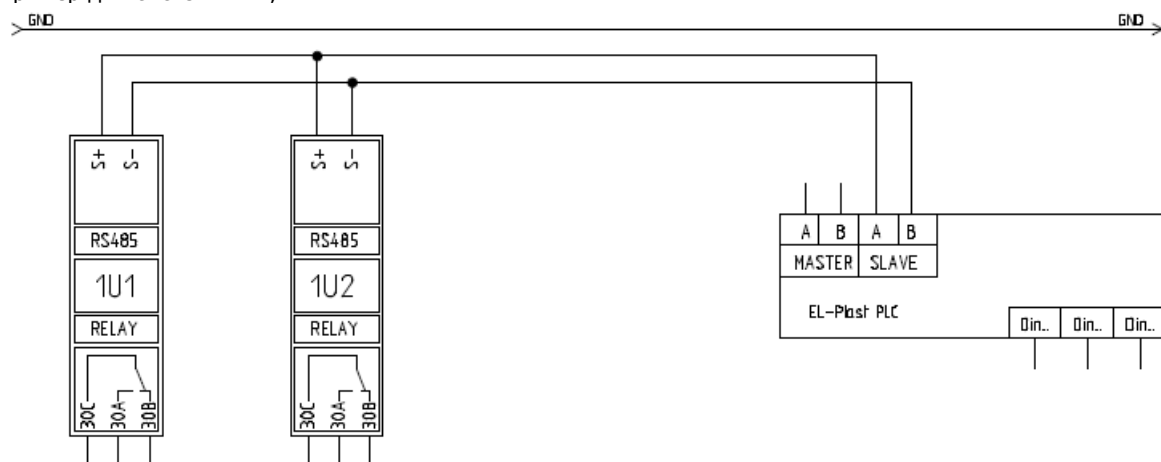 GND GND
S+ S- S+ S-
A B A B
RS485 RS485
MASTER SLAVE
1U1 1U2
EL-Plast PLC
RELAY RELAY
Din.. Din.. Din..
30C 30A 30B 30C 30A 30B